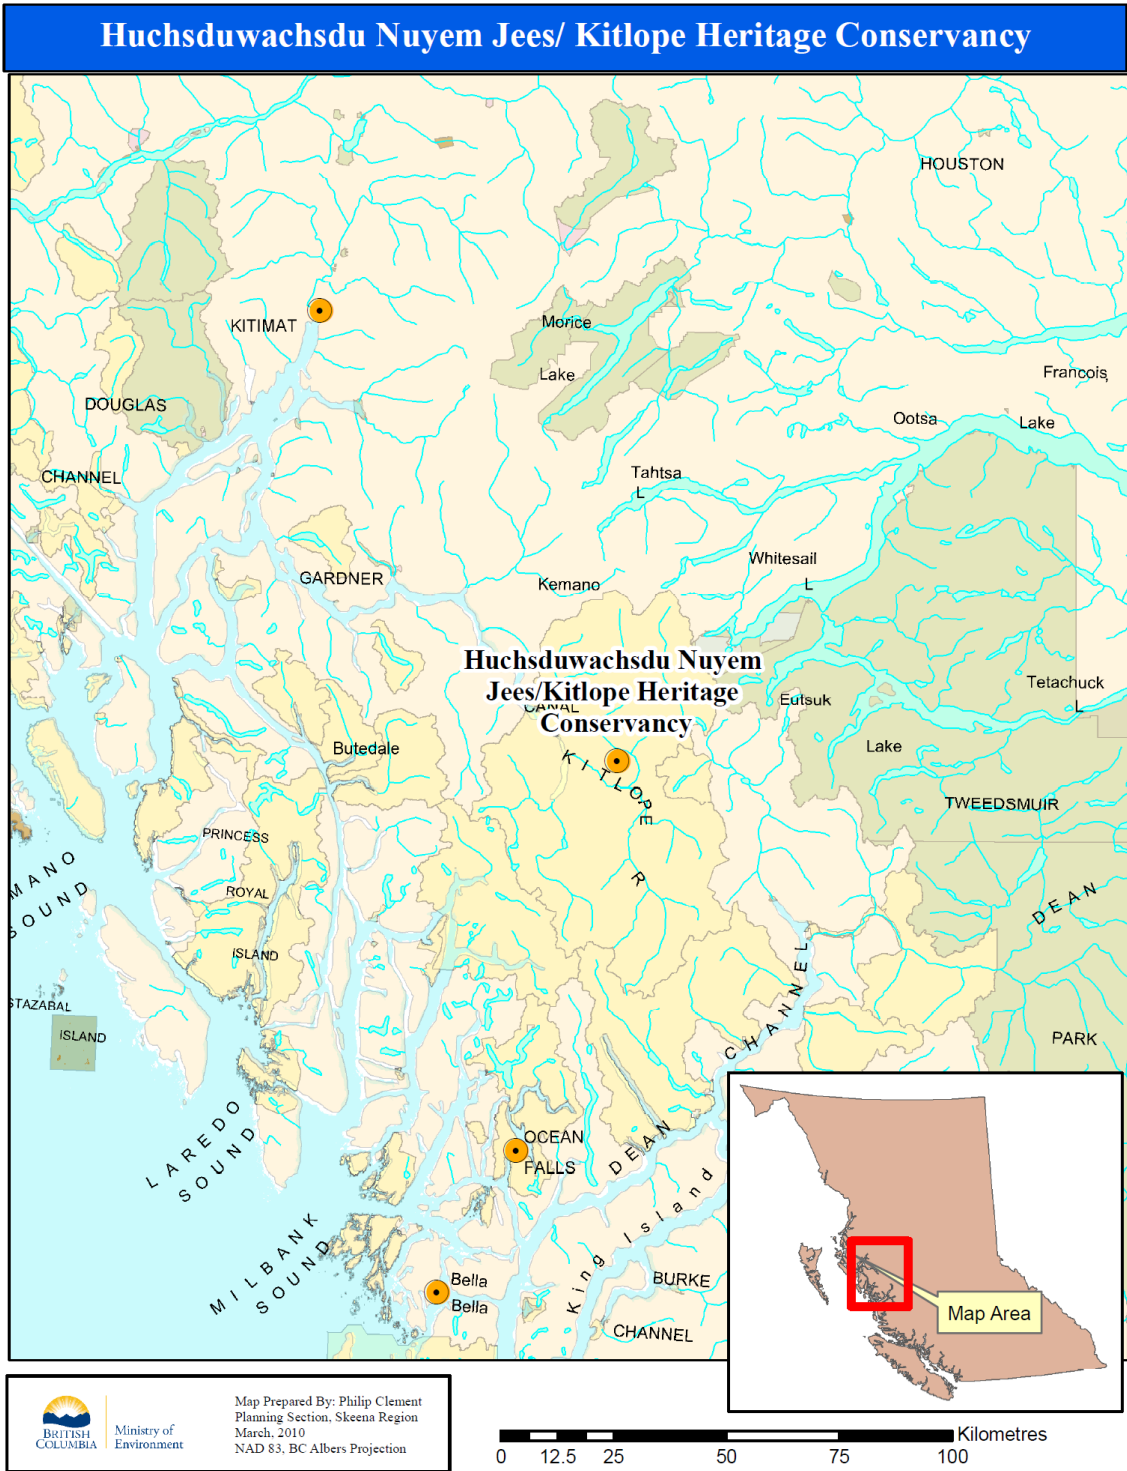 Huchsduwachsdu Nuyem Jees/ Kitlope Heritage Conservancy
HOUSTON
KITIMAT
Morice
Lake
Francois
DOUGLAS
Ootsa
Lake
CHANNEL
Tahtsa
L
Whitesail
L
GARDNER
Kemano
Huchsduwachsdu Nuyem
Jees/Kitlope Heritage
Conservancy
CANAL
Tetachuck
L
Eutsuk
Lake
Butedale
KITLOPE
R
TWEEDSMUIR
PRINCESS
ROYAL
ISLAND
MANO
SOUND
DEAN
CHANNEL
STAZABAL
ISLAND
PARK
LAREDO
SOUND
OCEAN
FALLS
DEAN
King Island
MILBANK
SOUND
Bella
Bella
BURKE
CHANNEL
Map Area
BRITISH
COLUMBIA
Ministry of
Environment
Map Prepared By: Philip Clement
Planning Section, Skeena Region
March, 2010
NAD 83, BC Albers Projection
Kilometres
0 12.5 25 50 75 100